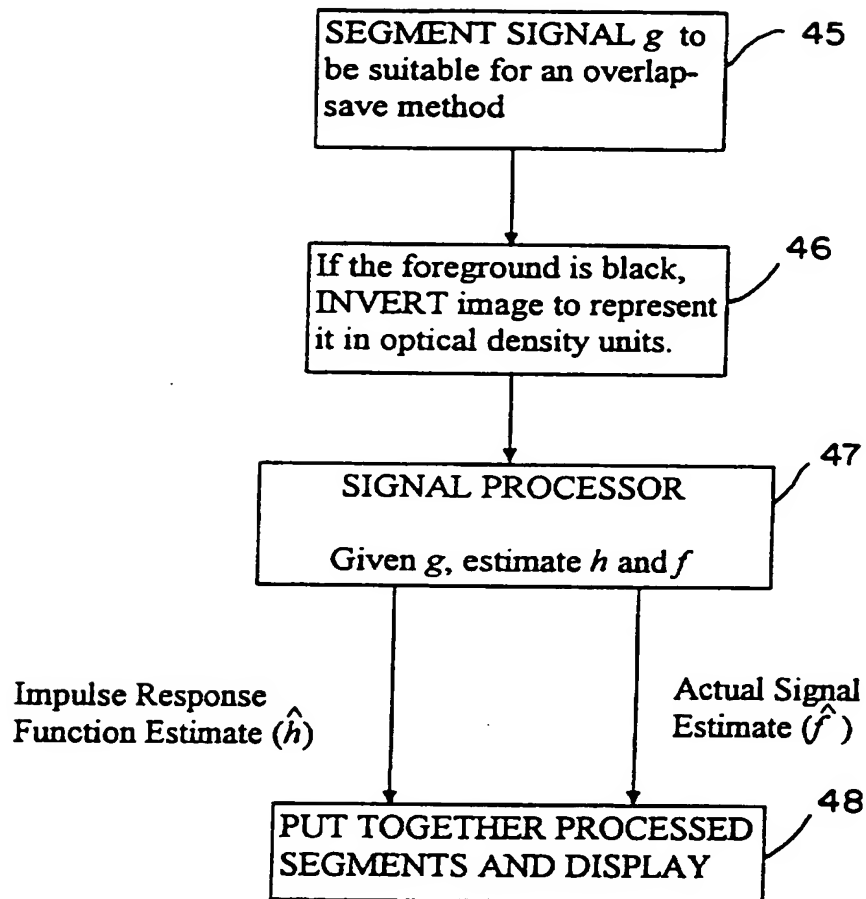 SEGMENT SIGNAL g to
be suitable for an overlap-
save method
45
If the foreground is black,
INVERT image to represent
it in optical density units.
46
SIGNAL PROCESSOR
Given g, estimate h and f
47
Impulse Response
Function Estimate (ĥ)
Actual Signal
Estimate (f̂ )
PUT TOGETHER PROCESSED
SEGMENTS AND DISPLAY
48